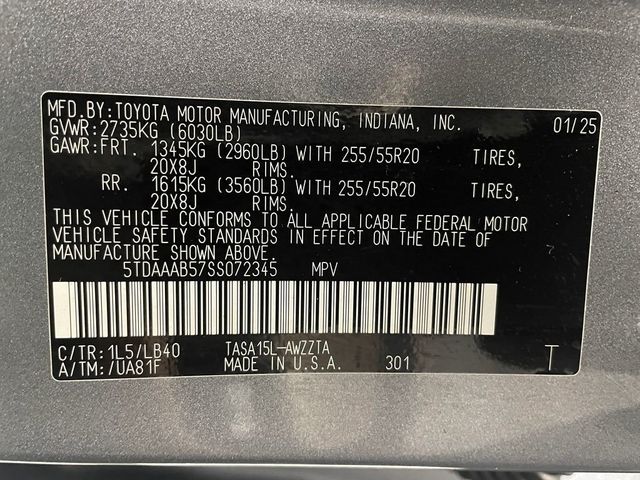 MFD.BY:TOYOTA MOTOR MANUFACTURING, INDIANA, INC. 01/25
GVWR:2735KG (6030LB)
GAWR:FRT. 1345KG (2960LB) WITH 255/55R20 TIRES,
20X8J RIMS.
RR. 1615KG (3560LB) WITH 255/55R20 TIRES,
20X8J RIMS.
THIS VEHICLE CONFORMS TO ALL APPLICABLE FEDERAL MOTOR
VEHICLE SAFETY STANDARDS IN EFFECT ON THE DATE OF
MANUFACTURE SHOWN ABOVE.
5TDAAAB57SS072345 MPV
C/TR:1L5/LB40 TASA15L-AWZZTA
A/TM:/UA81F MADE IN U.S.A. 301 T